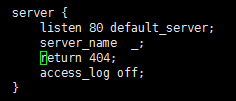 server {
listen 80 default_server;
server_name _;
return 404;
access_log off;
}